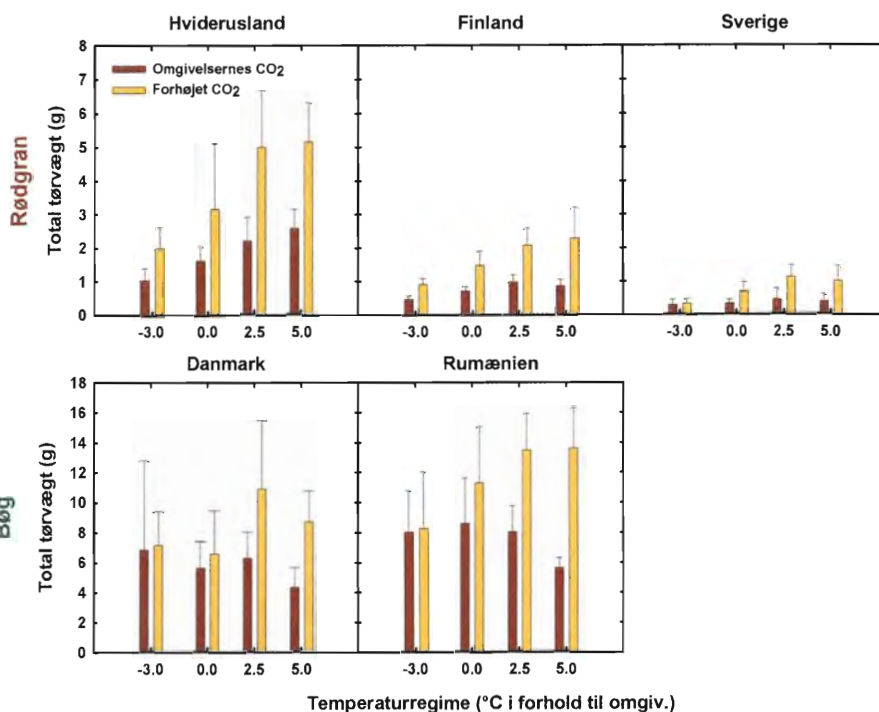 Hviderusland
Finland
Sverige
Rødgran
Total tørvægt (g)
8
7
6
5
4
3
2
1
0
Omgivelsernes CO2
Forhøjet CO2
-3.0 0.0 2.5 5.0
-3.0 0.0 2.5 5.0
-3.0 0.0 2.5 5.0
Danmark
Rumænien
Bøg
Total tørvægt (g)
18
16
14
12
10
8
6
4
2
0
-3.0 0.0 2.5 5.0
-3.0 0.0 2.5 5.0
Temperaturregime (°C i forhold til omgiv.)